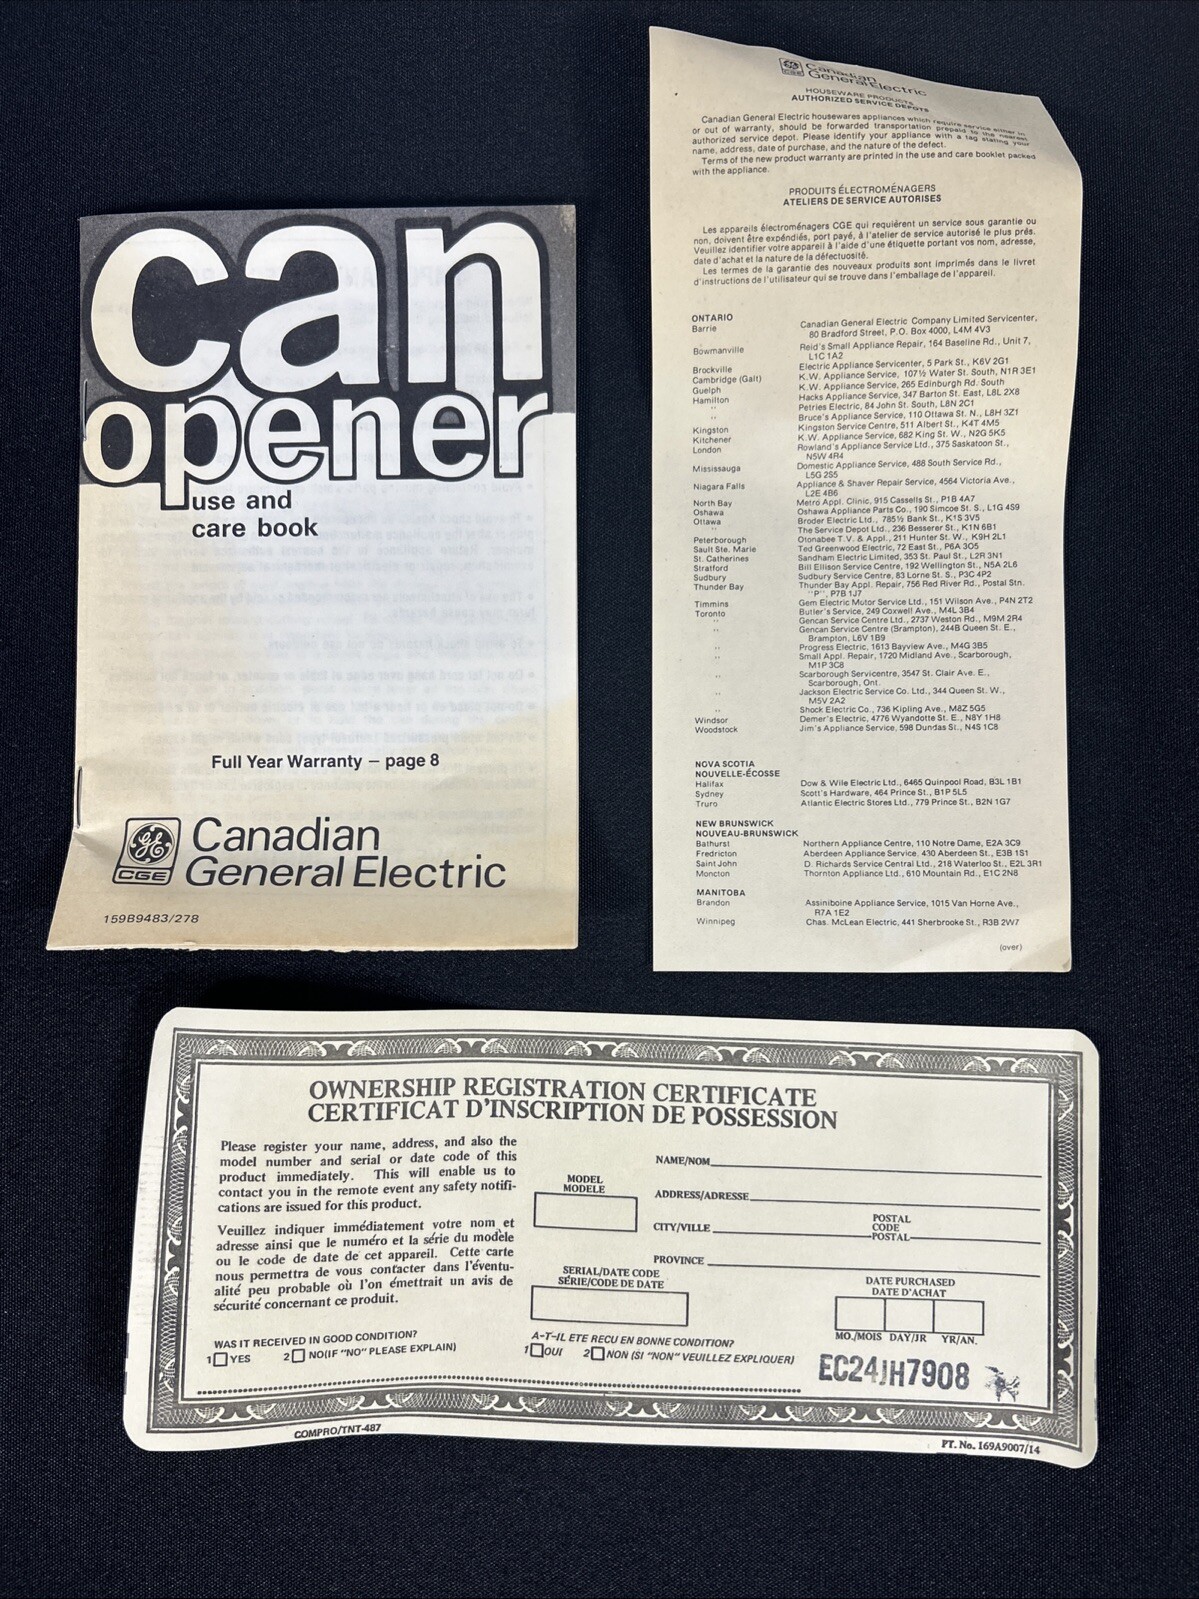 can
opener
use and
care book
Full Year Warranty – page 8
CGE
Canadian
General Electric
159B9483/278
CGE
Canadian
General Electric
HOUSEWARE PRODUCTS
AUTHORIZED SERVICE DEPOTS
Canadian General Electric housewares appliances which require service either in
or out of warranty, should be forwarded transportation prepaid to the nearest
authorized service depot. Please identify your appliance with a tag stating your
name, address, date of purchase, and the nature of the defect.
Terms of the new product warranty are printed in the use and care booklet packed
with the appliance.
PRODUITS ÉLECTROMÉNAGERS
ATELIERS DE SERVICE AUTORISES
Les appareils électroménagers CGE qui requièrent un service sous garantie ou
non, doivent être expéndiés, port payé, à l'atelier de service autorisé le plus prés.
Veuillez identifier votre appareil à l'aide d'une étiquette portant vos nom, adresse,
date d'achat et la nature de la défectuosité.
Les termes de la garantie des nouveaux produits sont imprimés dans le livret
d'instructions de l'utilisateur qui se trouve dans l'emballage de l'appareil.
ONTARIO
Barrie Canadian General Electric Company Limited Servicenter,
80 Bradford Street, P.O. Box 4000, L4M 4V3
Bowmanville Reid's Small Appliance Repair, 164 Baseline Rd., Unit 7,
L1C 1A2
Brockville Electric Appliance Servicenter, 5 Park St., K6V 2G1
Cambridge (Galt) K.W. Appliance Service, 107½ Water St. South, N1R 3E1
Guelph K.W. Appliance Service, 265 Edinburgh Rd. South
Hamilton Hacks Appliance Service, 347 Barton St. East, L8L 2X8
" Petries Electric, 84 John St. South, L8N 2C1
" Bruce's Appliance Service, 110 Ottawa St. N., L8H 3Z1
Kingston Kingston Service Centre, 511 Albert St., K4T 4M5
Kitchener K.W. Appliance Service, 682 King St. W., N2G 5K5
London Rowland's Appliance Service Ltd., 375 Saskatoon St.,
N5W 4R4
Mississauga Domestic Appliance Service, 488 South Service Rd.,
L5G 2S5
Niagara Falls Appliance & Shaver Repair Service, 4564 Victoria Ave.,
L2E 4B6
North Bay Metro Appl. Clinic, 915 Cassells St., P1B 4A7
Oshawa Oshawa Appliance Parts Co., 190 Simcoe St. S., L1G 4S9
Ottawa Broder Electric Ltd., 785½ Bank St., K1S 3V5
" The Service Depot Ltd., 236 Besserer St., K1N 6B1
Peterborough Otonabee T.V. & Appl., 211 Hunter St. W., K9H 2L1
Sault Ste. Marie Ted Greenwood Electric, 72 East St., P6A 3O5
St. Catherines Sandham Electric Limited, 353 St. Paul St., L2R 3N1
Stratford Bill Ellison Service Centre, 192 Wellington St., N5A 2L6
Sudbury Sudbury Service Centre, 83 Lorne St. S., P3C 4P2
Thunder Bay Thunder Bay Appl. Repair, 756 Red River Rd., Postal Stn.
"P", P7B 1J7
Timmins Gem Electric Motor Service Ltd., 151 Wilson Ave., P4N 2T2
Toronto Butler's Service, 249 Coxwell Ave., M4L 3B4
" Gencan Service Centre Ltd., 2737 Weston Rd., M9M 2R4
" Gencan Service Centre (Brampton), 244B Queen St. E.,
Brampton, L6V 1B9
" Progress Electric, 1613 Bayview Ave., M4G 3B5
" Small Appl. Repair, 1720 Midland Ave., Scarborough,
M1P 3C8
" Scarborough Servicentre, 3547 St. Clair Ave. E.,
Scarborough, Ont.
" Jackson Electric Service Co. Ltd., 344 Queen St. W.,
M5V 2A2
" Shock Electric Co., 736 Kipling Ave., M8Z 5G5
Windsor Demer's Electric, 4776 Wyandotte St. E., N8Y 1H8
Woodstock Jim's Appliance Service, 598 Dundas St., N4S 1C8
NOVA SCOTIA
NOUVELLE-ÉCOSSE
Halifax Dow & Wile Electric Ltd., 6465 Quinpool Road, B3L 1B1
Sydney Scott's Hardware, 464 Prince St., B1P 5L5
Truro Atlantic Electric Stores Ltd., 779 Prince St., B2N 1G7
NEW BRUNSWICK
NOUVEAU-BRUNSWICK
Bathurst Northern Appliance Centre, 110 Notre Dame, E2A 3C9
Fredricton Aberdeen Appliance Service, 430 Aberdeen St., E3B 1S1
Saint John D. Richards Service Central Ltd., 218 Waterloo St., E2L 3R1
Moncton Thornton Appliance Ltd., 610 Mountain Rd., E1C 2N8
MANITOBA
Brandon Assiniboine Appliance Service, 1015 Van Horne Ave.,
R7A 1E2
Winnipeg Chas. McLean Electric, 441 Sherbrooke St., R3B 2W7
(over)
OWNERSHIP REGISTRATION CERTIFICATE
CERTIFICAT D'INSCRIPTION DE POSSESSION
Please register your name, address, and also the
model number and serial or date code of this
product immediately. This will enable us to
contact you in the remote event any safety notifi-
cations are issued for this product.
Veuillez indiquer immédiatement votre nom et
adresse ainsi que le numéro et la série du modèle
ou le code de date de cet appareil. Cette carte
nous permettra de vous contacter dans l'éventu-
alité peu probable où l'on émettrait un avis de
sécurité concernant ce produit.
MODEL
MODELE
SERIAL/DATE CODE
SÉRIE/CODE DE DATE
NAME/NOM
ADDRESS/ADRESSE
CITY/VILLE
POSTAL
CODE
POSTAL
PROVINCE
DATE PURCHASED
DATE D'ACHAT
MO./MOIS DAY/JR YR/AN.
WAS IT RECEIVED IN GOOD CONDITION?
1 YES 2 NO(IF "NO" PLEASE EXPLAIN)
A-T-IL ETE RECU EN BONNE CONDITION?
1 OUI 2 NON (SI "NON" VEUILLEZ EXPLIQUER)
EC24JH7908
COMPRO/TNT-487
PT. No. 169A9007/14